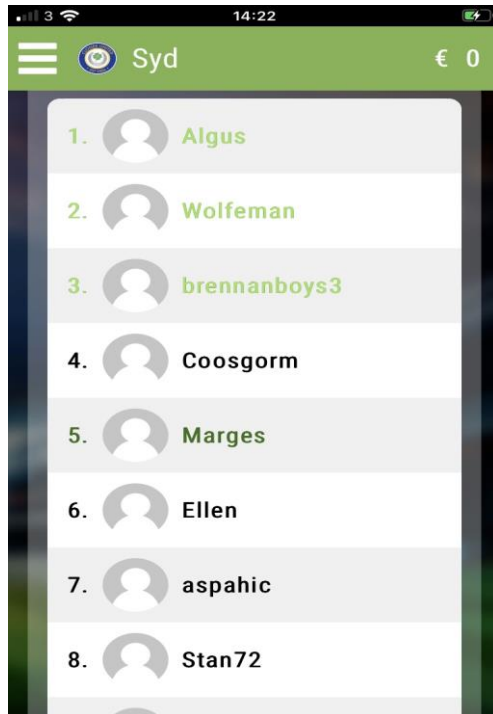 3 14:22
Syd € 0
1. Algus
2. Wolfeman
3. brennanboys3
4. Coosgorm
5. Marges
6. Ellen
7. aspahic
8. Stan72